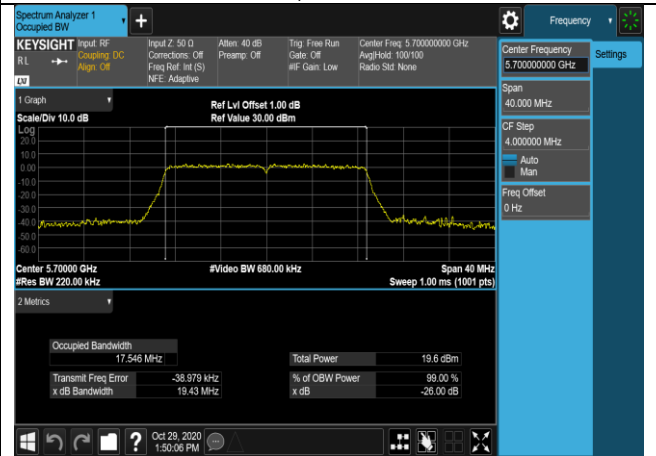 Spectrum Analyzer 1
Occupied BW
Frequency
KEYSIGHT
RL
LXI
Input: RF
Coupling: DC
Align: Off
Input Z: 50 Ω
Corrections: Off
Freq Ref: Int (S)
NFE: Adaptive
Atten: 40 dB
Preamp: Off
Trig: Free Run
Gate: Off
#IF Gain: Low
Center Freq: 5.700000000 GHz
Avg|Hold: 100/100
Radio Std: None
Center Frequency
5.700000000 GHz
Settings
Span
40.000 MHz
CF Step
4.000000 MHz
Auto
Man
Freq Offset
0 Hz
1 Graph
Scale/Div 10.0 dB
Ref Lvl Offset 1.00 dB
Ref Value 30.00 dBm
Log
20.0
10.0
0.00
-10.0
-20.0
-30.0
-40.0
-50.0
-60.0
Center 5.70000 GHz
#Video BW 680.00 kHz
Span 40 MHz
#Res BW 220.00 kHz
Sweep 1.00 ms (1001 pts)
2 Metrics
Occupied Bandwidth
17.546 MHz
Total Power 19.6 dBm
Transmit Freq Error -38.979 kHz
% of OBW Power 99.00 %
x dB Bandwidth 19.43 MHz
x dB -26.00 dB
?
Oct 29, 2020
1:50:06 PM